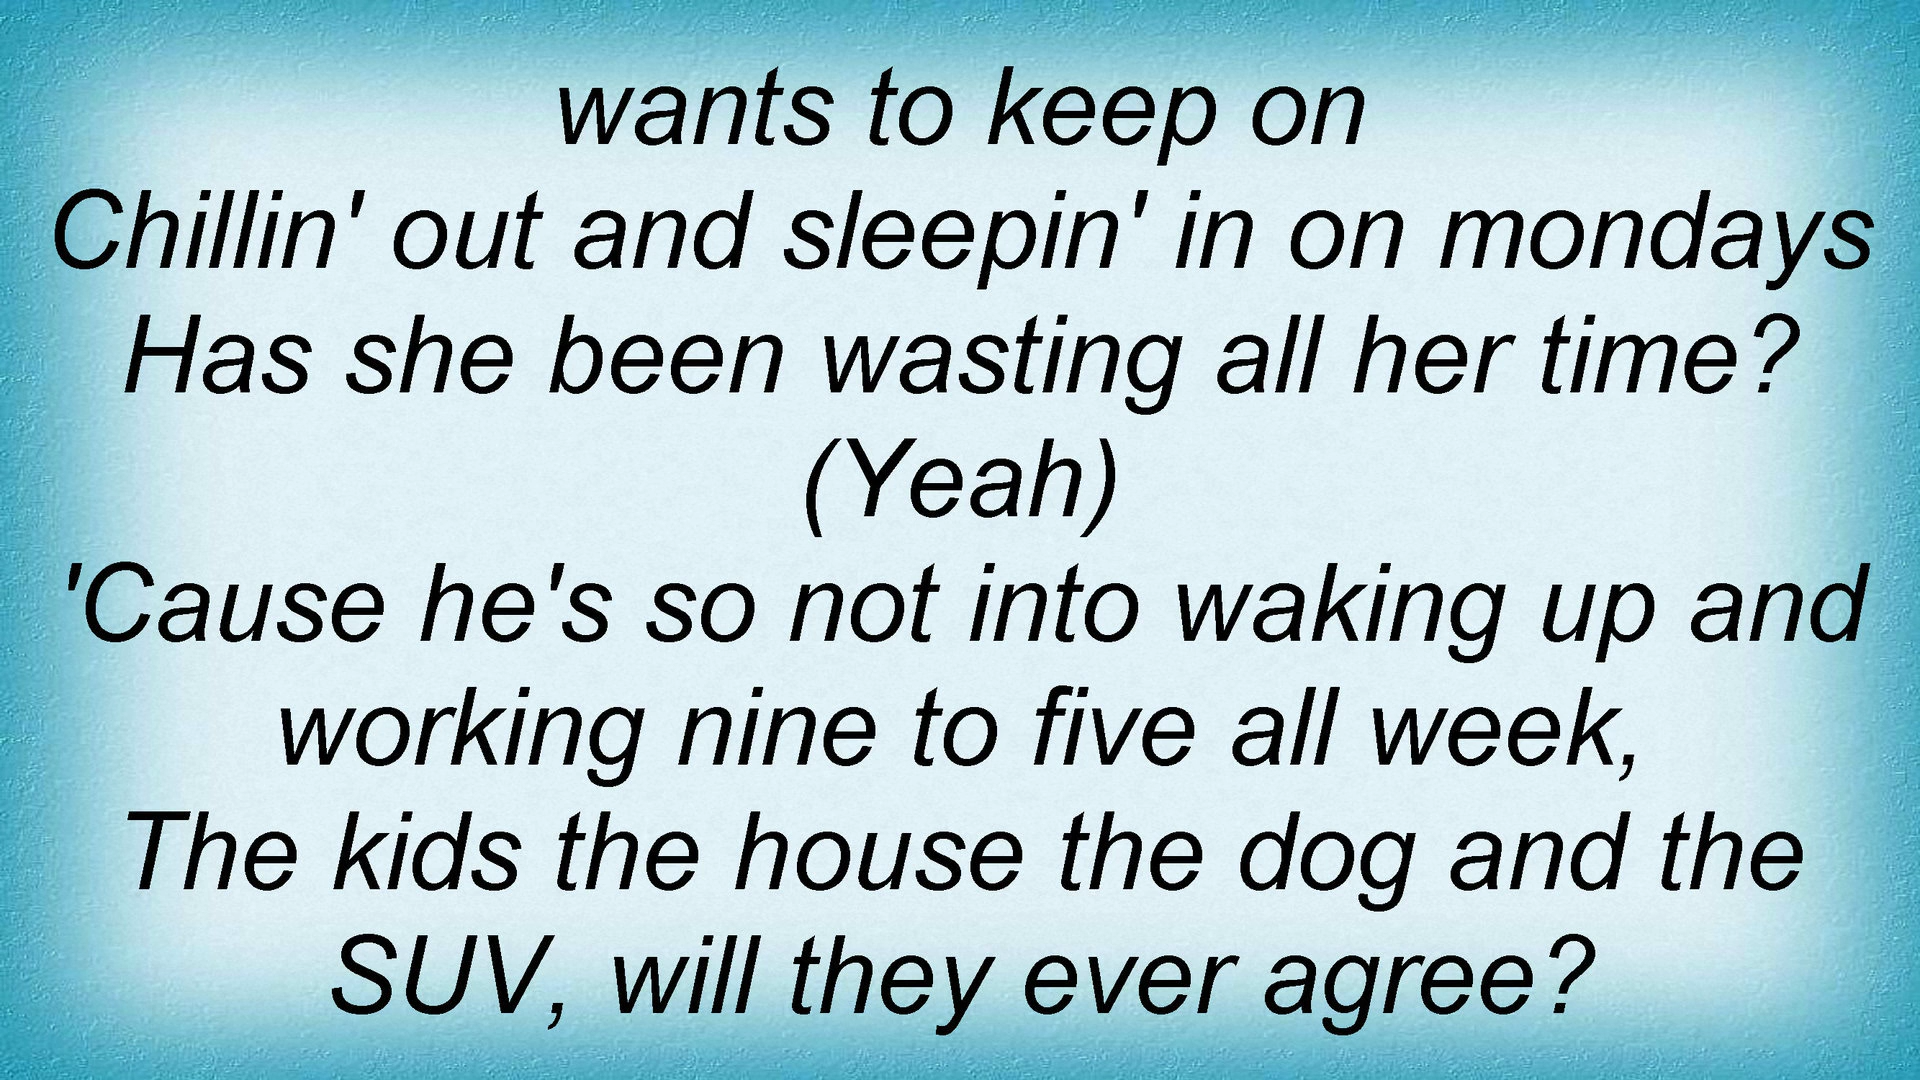 wants to keep on
Chillin' out and sleepin' in on mondays
Has she been wasting all her time?
(Yeah)
'Cause he's so not into waking up and
working nine to five all week,
The kids the house the dog and the
SUV, will they ever agree?